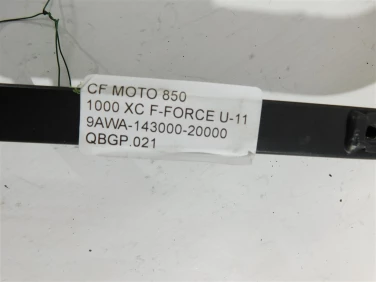 CF MOTO 850
1000 XC F-FORCE U-11
9AWA-143000-20000
QBGP.021